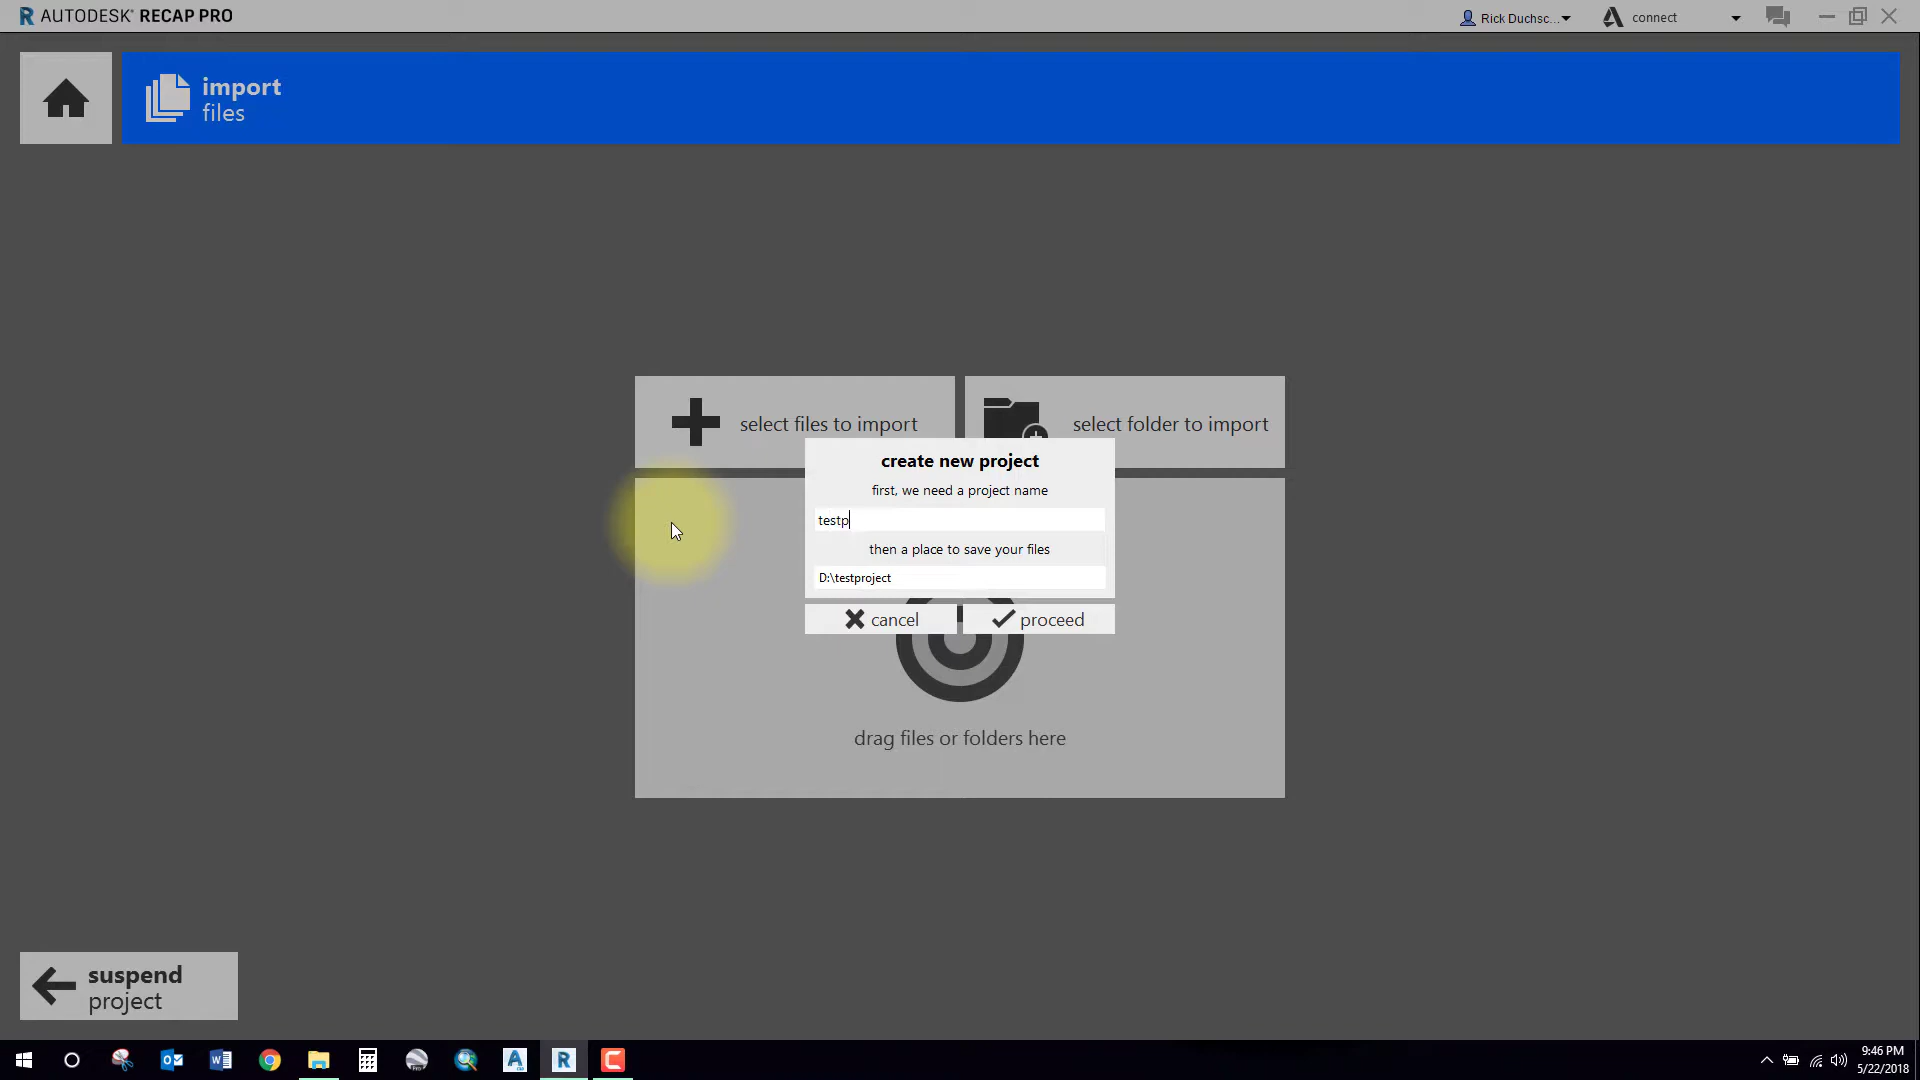 R AUTODESK® RECAP PRO
Rick Duchsc...
connect
import
files
select files to import
select folder to import
create new project
first, we need a project name
testp
then a place to save your files
D:\testproject
cancel
proceed
drag files or folders here
suspend
project
9:46 PM
5/22/2018